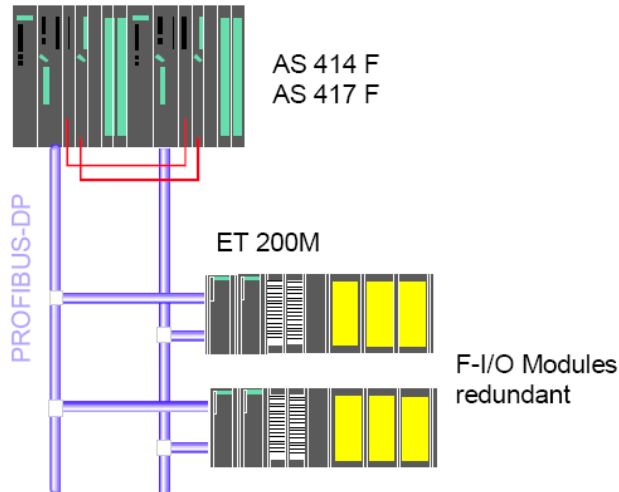 AS 414 F
AS 417 F
PROFIBUS-DP
ET 200M
F-I/O Modules
redundant